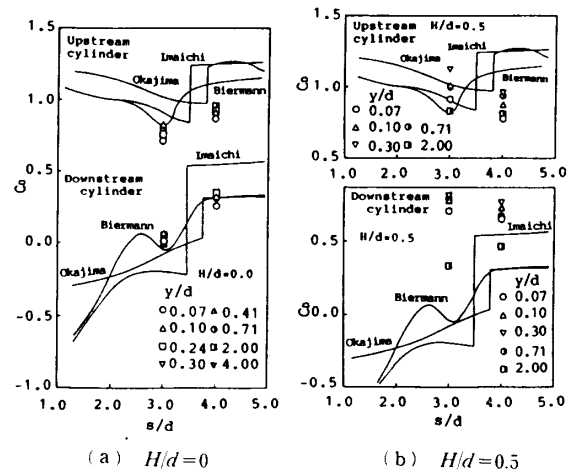 a
1.5
Upstream
cylinder
Imaichi
Okajima
Biermann
1.0
0.5
Downstream
cylinder
Imaichi
Biermann
0.0
Okajima
H/d=0.0
-0.5
-1.0
C_D
y/d
○ 0.07 ▲ 0.41
△ 0.10 ◐ 0.71
□ 0.24 ◧ 2.00
▽ 0.30 ▼ 4.00
1.0 2.0 3.0 4.0 5.0
s/d
(a) H/d=0
b
1.5
Upstream
cylinder
H/d=0.5
Imaichi
Okajima
Biermann
1.0
0.5
C_D
y/d
○ 0.07
△ 0.10 ◐ 0.71
▽ 0.30 ◧ 2.00
Downstream
cylinder
H/d=0.5
Imaichi
0.5
Biermann
0.0
Okajima
-0.5
C_D
y/d
○ 0.07
△ 0.10
▽ 0.30
◐ 0.71
◧ 2.00
1.0 2.0 3.0 4.0 5.0
s/d
(b) H/d=0.5